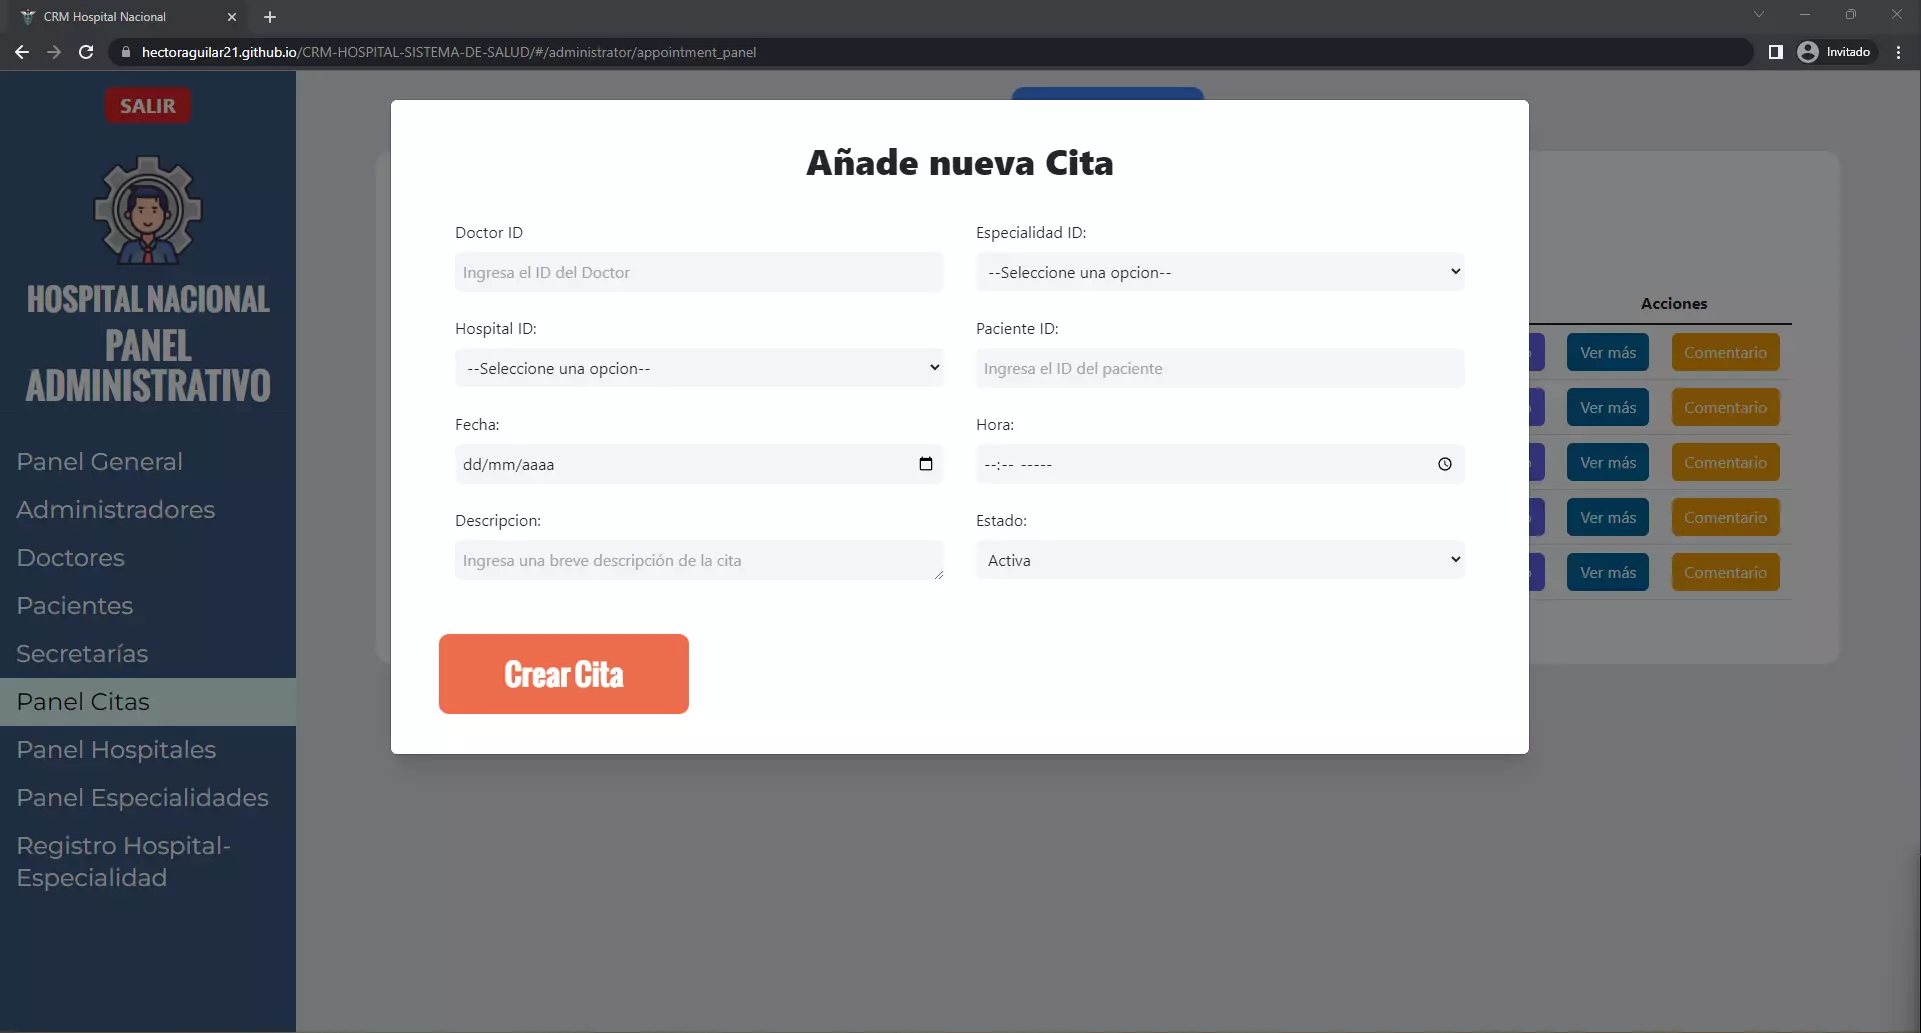 CRM Hospital Nacional
hectoraguilar21.github.io/CRM-HOSPITAL-SISTEMA-DE-SALUD/#/administrator/appointment_panel
Invitado
SALIR
HOSPITAL NACIONAL
PANEL
ADMINISTRATIVO
Panel General
Administradores
Doctores
Pacientes
Secretarías
Panel Citas
Panel Hospitales
Panel Especialidades
Registro Hospital-
Especialidad
Añade nueva Cita
Doctor ID
Ingresa el ID del Doctor
Especialidad ID:
--Seleccione una opcion--
Hospital ID:
--Seleccione una opcion--
Paciente ID:
Ingresa el ID del paciente
Fecha:
dd/mm/aaaa
Hora:
--:-- -----
Descripcion:
Ingresa una breve descripción de la cita
Estado:
Activa
Crear Cita
Acciones
Ver más Comentario
Ver más Comentario
Ver más Comentario
Ver más Comentario
Ver más Comentario